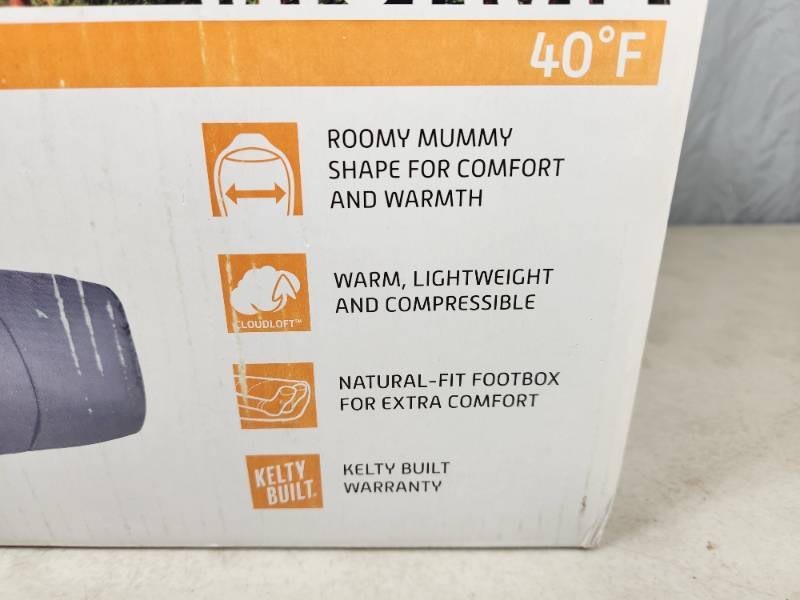 40°F
ROOMY MUMMY
SHAPE FOR COMFORT
AND WARMTH
WARM, LIGHTWEIGHT
AND COMPRESSIBLE
CLOUDLOFT™
NATURAL-FIT FOOTBOX
FOR EXTRA COMFORT
KELTY
BUILT.
KELTY BUILT
WARRANTY